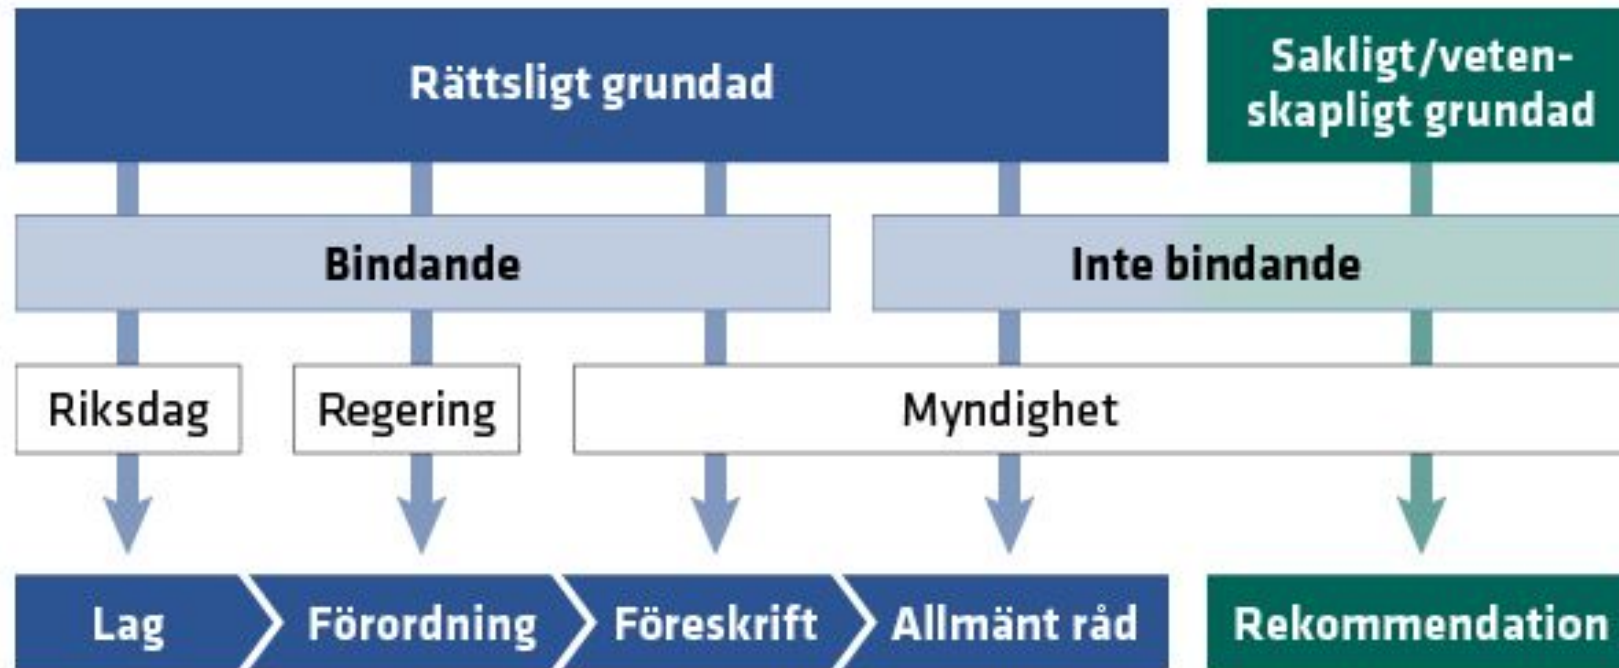 Rättsligt grundad
Sakligt/veten-
skapligt grundad
Bindande
Inte bindande
Riksdag
Regering
Myndighet
Lag
Förordning
Föreskrift
Allmänt råd
Rekommendation